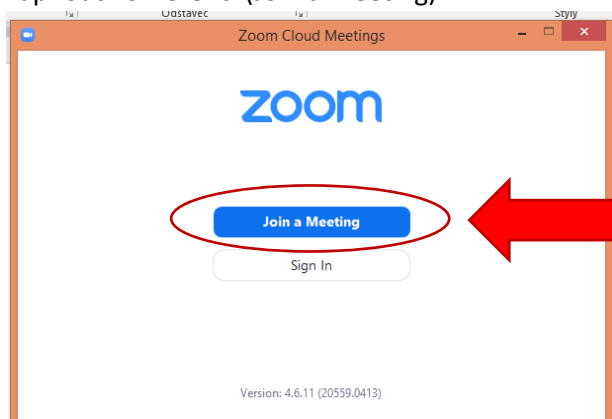 Odstavec Styly
Zoom Cloud Meetings
zoom
Join a Meeting
Sign In
Version: 4.6.11 (20559.0413)